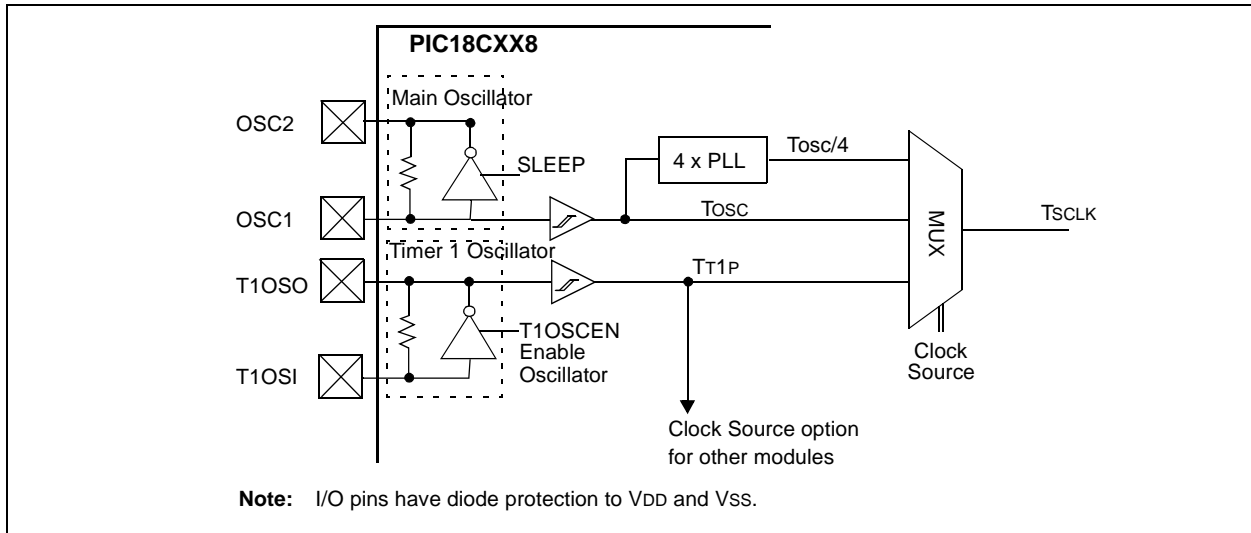 PIC18CXX8
Main Oscillator
OSC2
Tosc/4
4 x PLL
SLEEP
OSC1
TOSC
MUX
TSCLK
Timer 1 Oscillator
TT1P
T1OSO
T1OSCEN
Enable
Oscillator
Clock
Source
T1OSI
Clock Source option
for other modules
Note: I/O pins have diode protection to VDD and VSS.